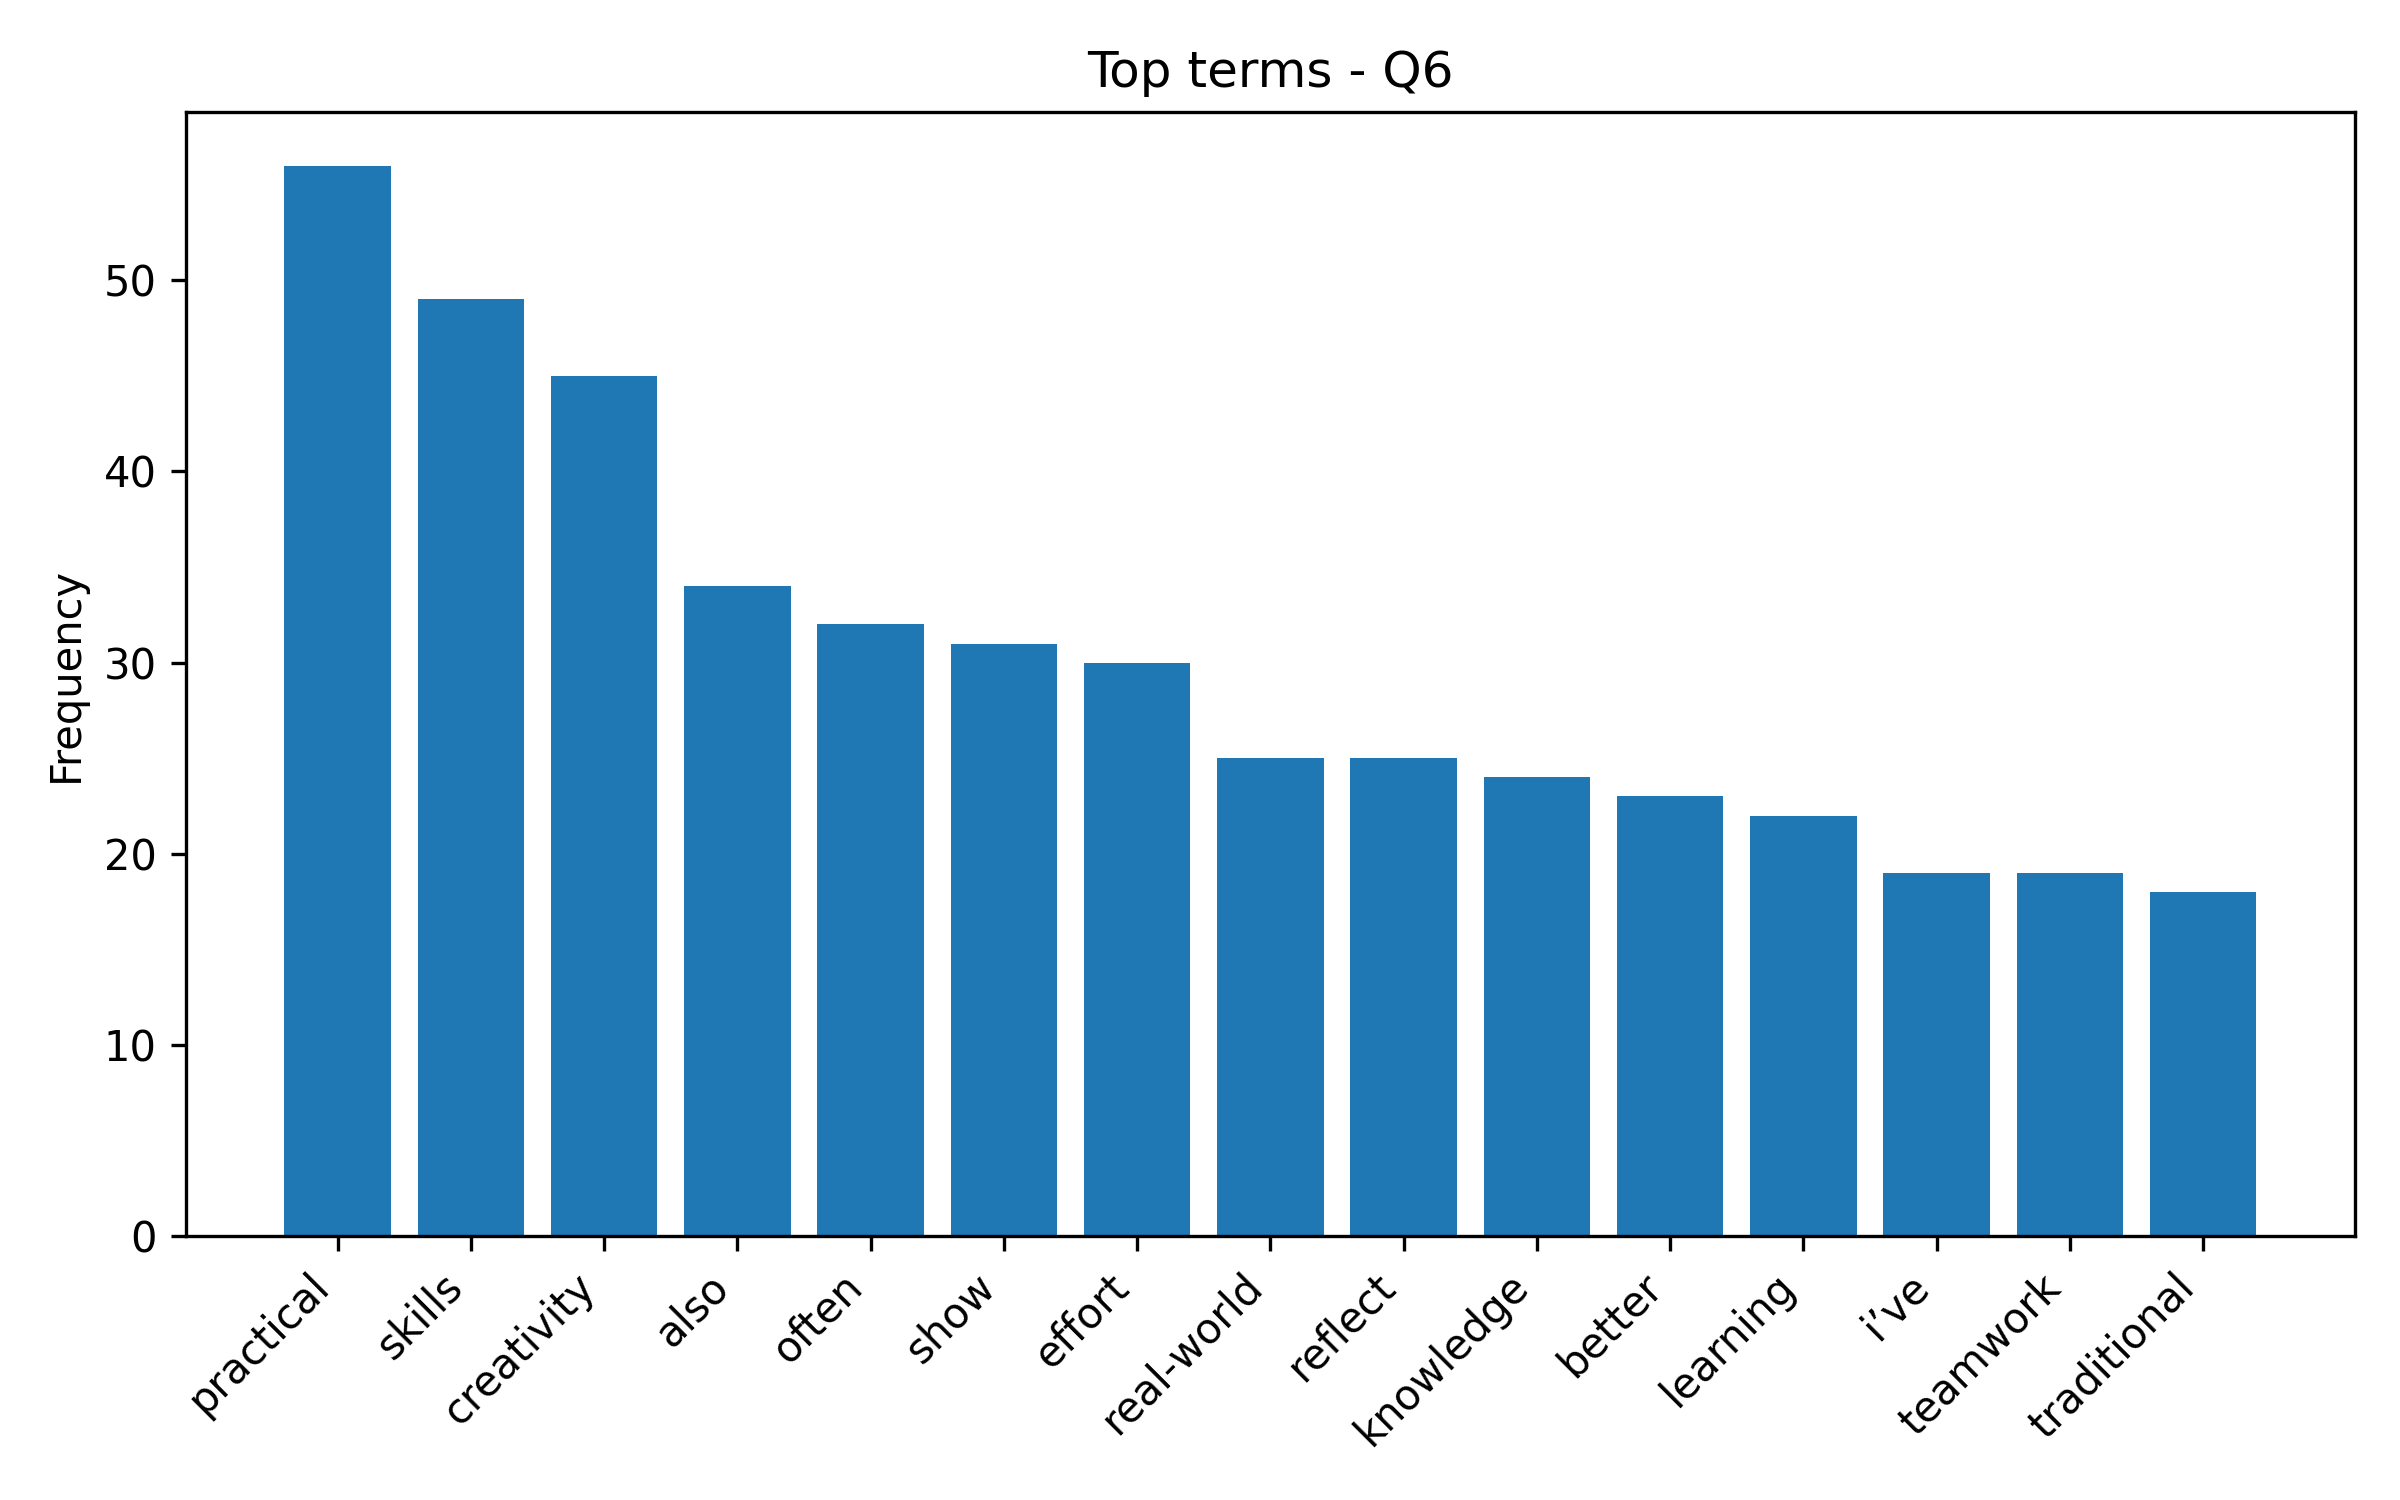 Top terms - Q6
Frequency
50
40
30
20
10
0
practical
skills
creativity
also
often
show
effort
real-world
reflect
knowledge
better
learning
i’ve
teamwork
traditional